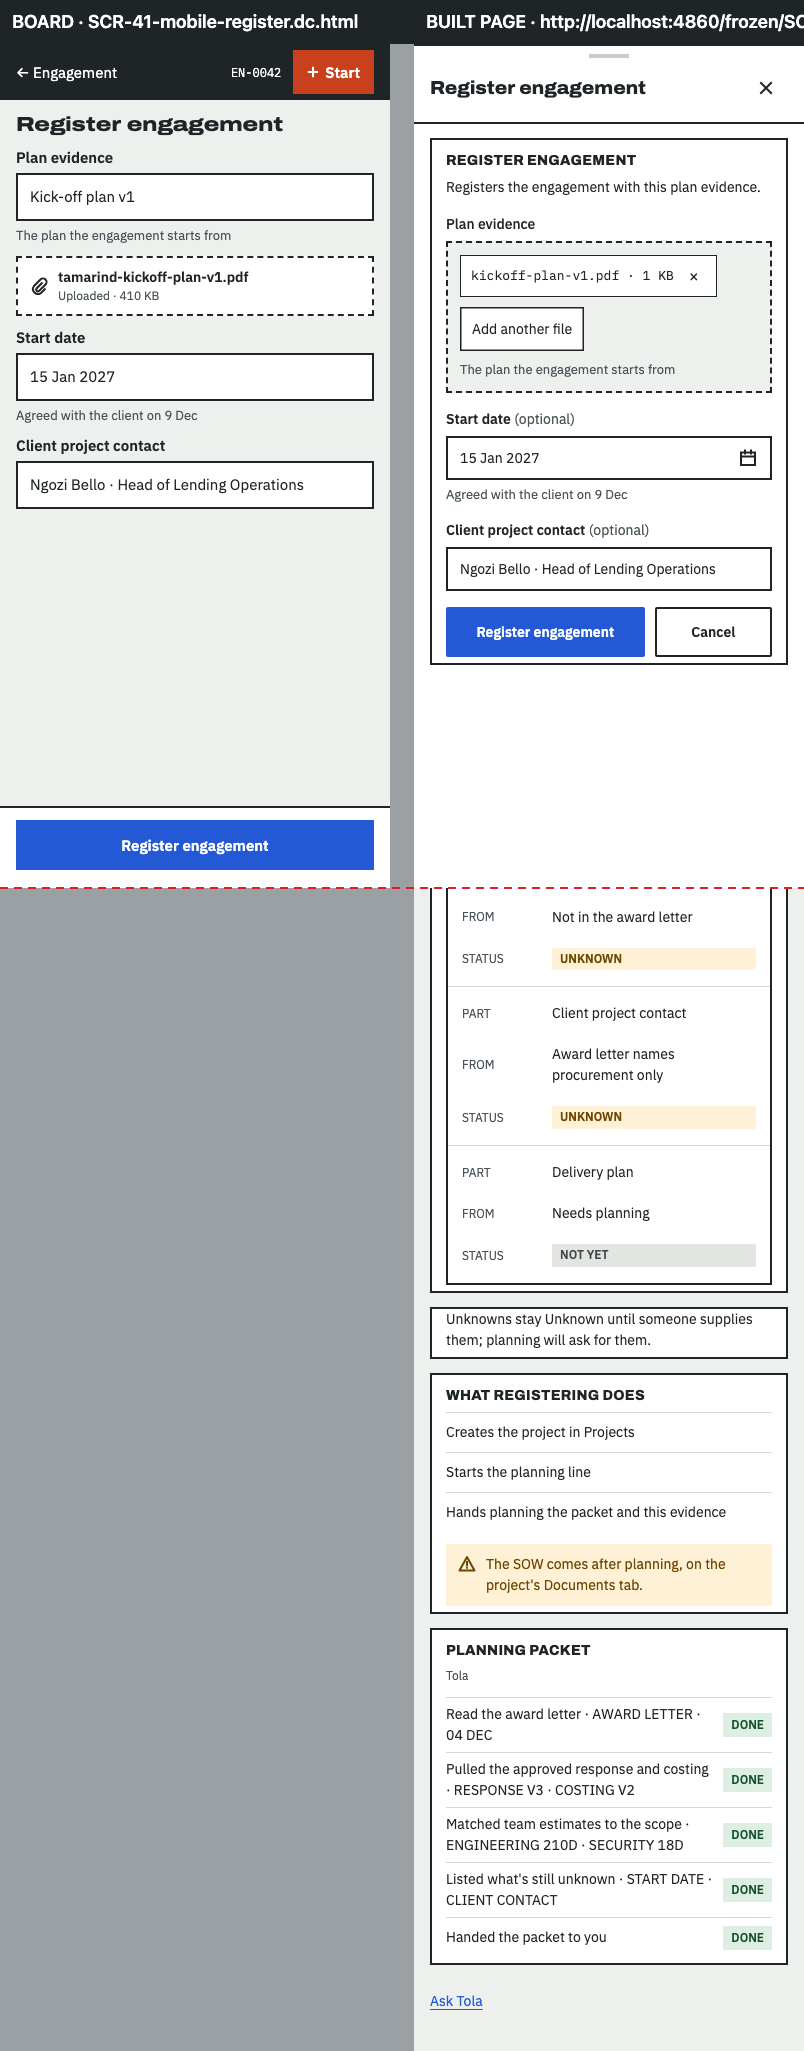 BOARD · SCR-41-mobile-register.dc.html
← Engagement
EN-0042
+ Start
Register engagement
Plan evidence
Kick-off plan v1
The plan the engagement starts from
tamarind-kickoff-plan-v1.pdf
Uploaded · 410 KB
Start date
15 Jan 2027
Agreed with the client on 9 Dec
Client project contact
Ngozi Bello · Head of Lending Operations
Register engagement
BUILT PAGE · http://localhost:4860/frozen/SC
Register engagement
×
REGISTER ENGAGEMENT
Registers the engagement with this plan evidence.
Plan evidence
kickoff-plan-v1.pdf · 1 KB ×
Add another file
The plan the engagement starts from
Start date (optional)
15 Jan 2027
Agreed with the client on 9 Dec
Client project contact (optional)
Ngozi Bello · Head of Lending Operations
Register engagement
Cancel
FROM Not in the award letter
STATUS UNKNOWN
PART Client project contact
FROM Award letter names
procurement only
STATUS UNKNOWN
PART Delivery plan
FROM Needs planning
STATUS NOT YET
Unknowns stay Unknown until someone supplies
them; planning will ask for them.
WHAT REGISTERING DOES
Creates the project in Projects
Starts the planning line
Hands planning the packet and this evidence
The SOW comes after planning, on the
project's Documents tab.
PLANNING PACKET
Tola
Read the award letter · AWARD LETTER ·
04 DEC
DONE
Pulled the approved response and costing
· RESPONSE V3 · COSTING V2
DONE
Matched team estimates to the scope ·
ENGINEERING 210D · SECURITY 18D
DONE
Listed what's still unknown · START DATE ·
CLIENT CONTACT
DONE
Handed the packet to you
DONE
Ask Tola